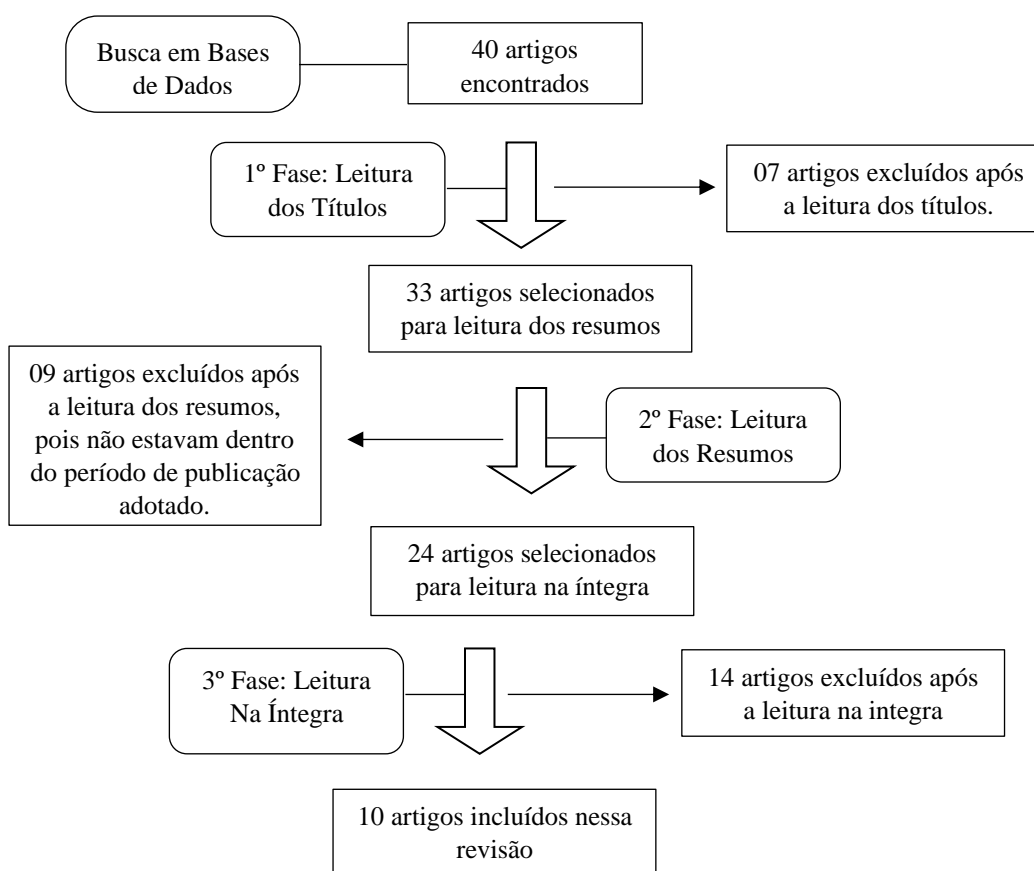 Busca em Bases
de Dados
40 artigos
encontrados
1º Fase: Leitura
dos Títulos
07 artigos excluídos após
a leitura dos títulos.
33 artigos selecionados
para leitura dos resumos
09 artigos excluídos após
a leitura dos resumos,
pois não estavam dentro
do período de publicação
adotado.
2º Fase: Leitura
dos Resumos
24 artigos selecionados
para leitura na íntegra
3º Fase: Leitura
Na Íntegra
14 artigos excluídos após
a leitura na integra
10 artigos incluídos nessa
revisão